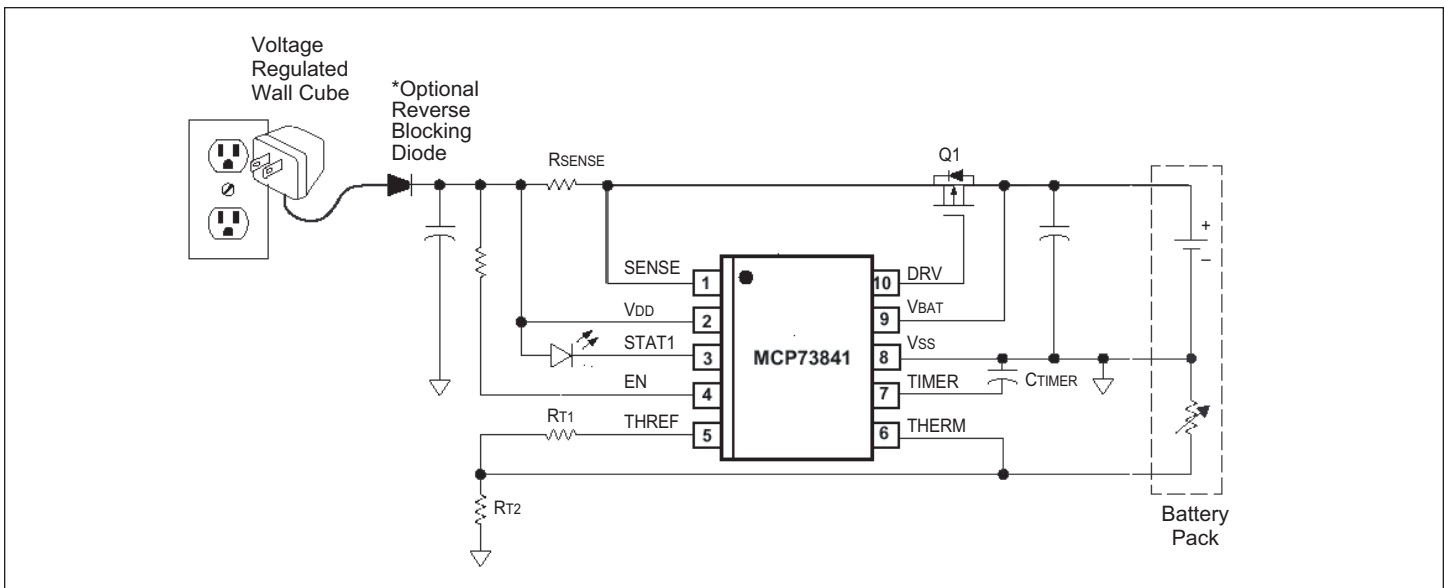 Voltage
Regulated
Wall Cube
*Optional
Reverse
Blocking
Diode
RSENSE
Q1
SENSE
1
10
DRV
VDD
2
9
VBAT
STAT1
3
MCP73841
8
VSS
EN
4
7
TIMER
CTIMER
RT1
THREF
5
6
THERM
RT2
+
–
Battery
Pack